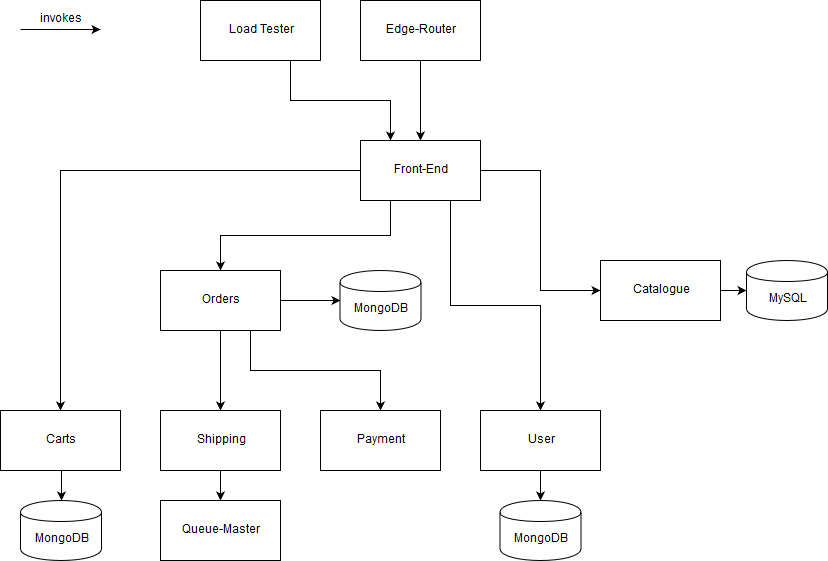 invokes
Load Tester
Edge-Router
Front-End
Orders
MongoDB
Catalogue
MySQL
Carts
Shipping
Payment
User
MongoDB
Queue-Master
MongoDB